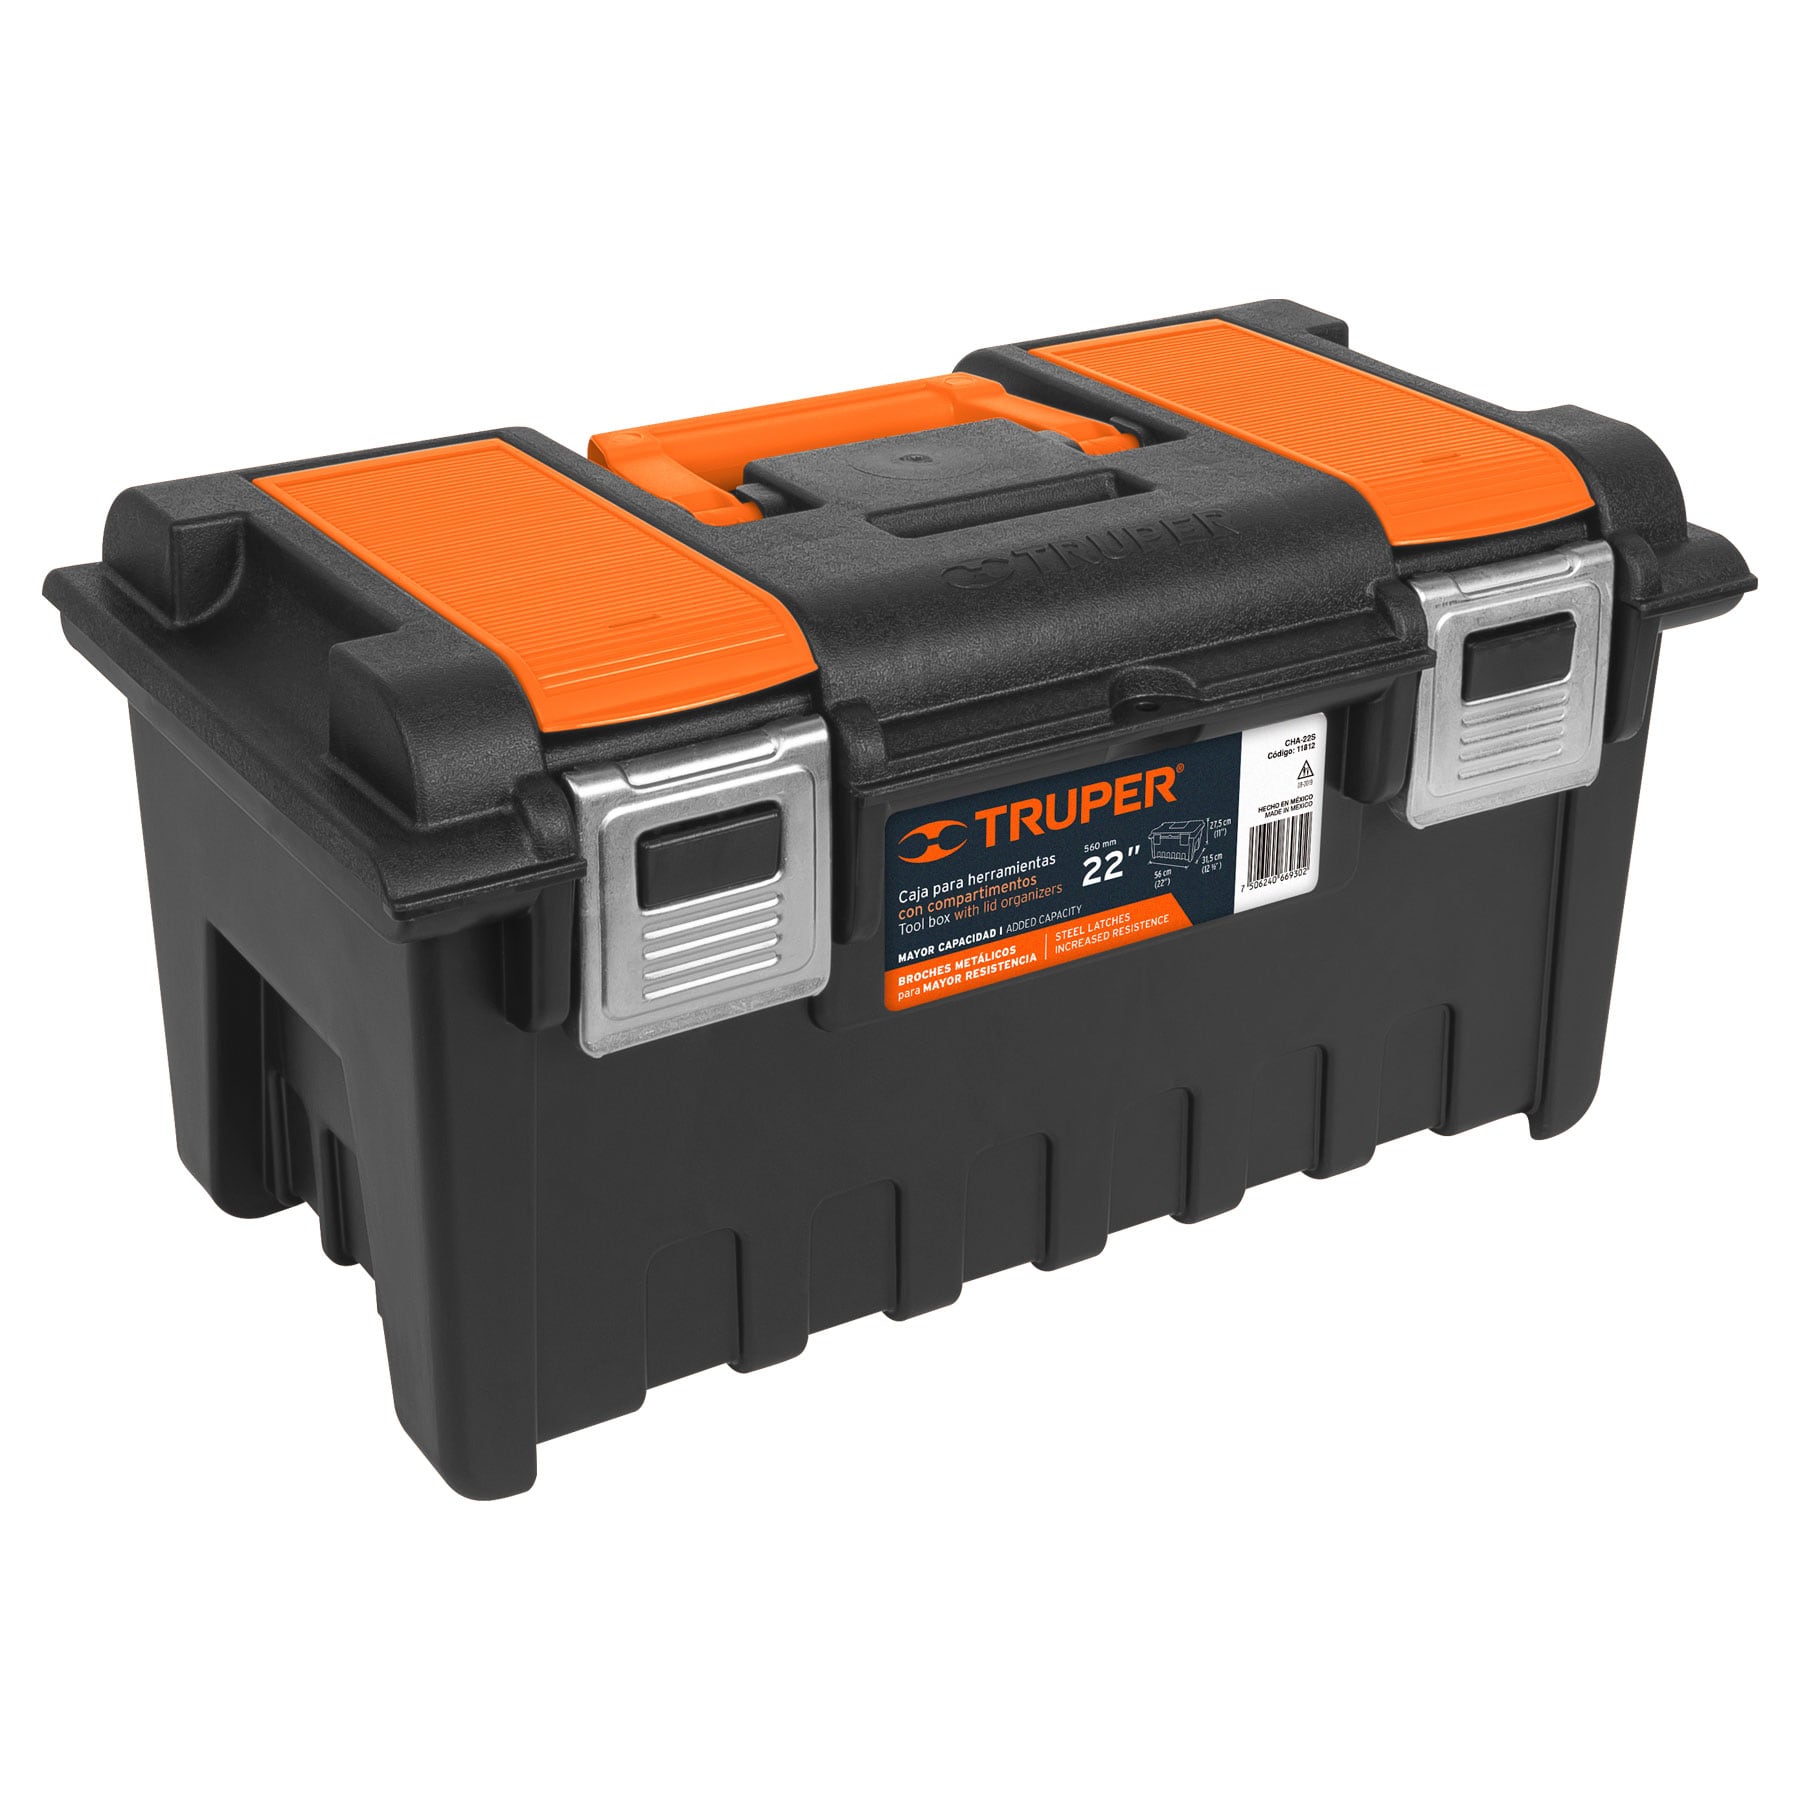 TRUPER
TRUPER®
Caja para herramientas
con compartimentos
Tool box with lid organizers
560 mm
22"
27,5 cm
(11")
31,5 cm
(12 ½")
56 cm
(22")
MAYOR CAPACIDAD | ADDED CAPACITY
BROCHES METÁLICOS
para MAYOR RESISTENCIA
STEEL LATCHES
INCREASED RESISTENCE
CHA-22S
Código: 11812
HECHO EN MÉXICO
MADE IN MEXICO
7 506240 669302